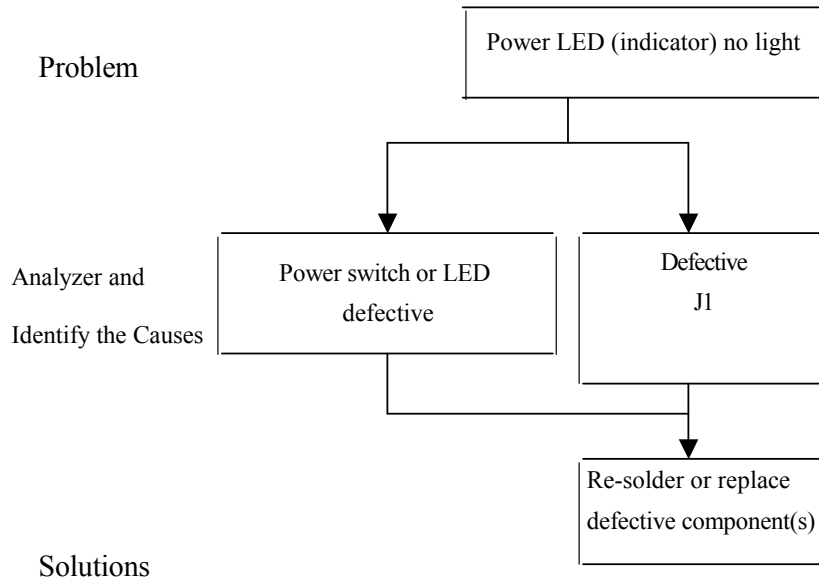 Power LED (indicator) no light
Problem
Analyzer and
Identify the Causes
Power switch or LED
defective
Defective
J1
Re-solder or replace
defective component(s)
Solutions